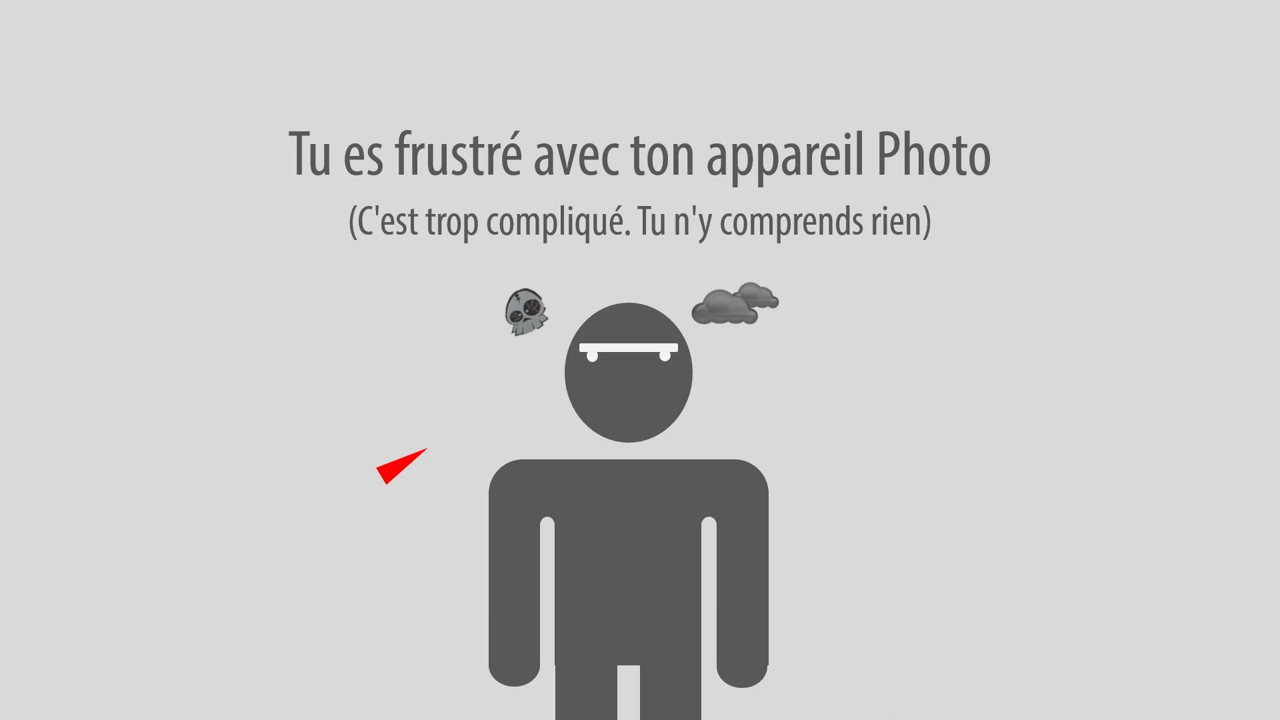 Tu es frustré avec ton appareil Photo
(C'est trop compliqué. Tu n'y comprends rien)